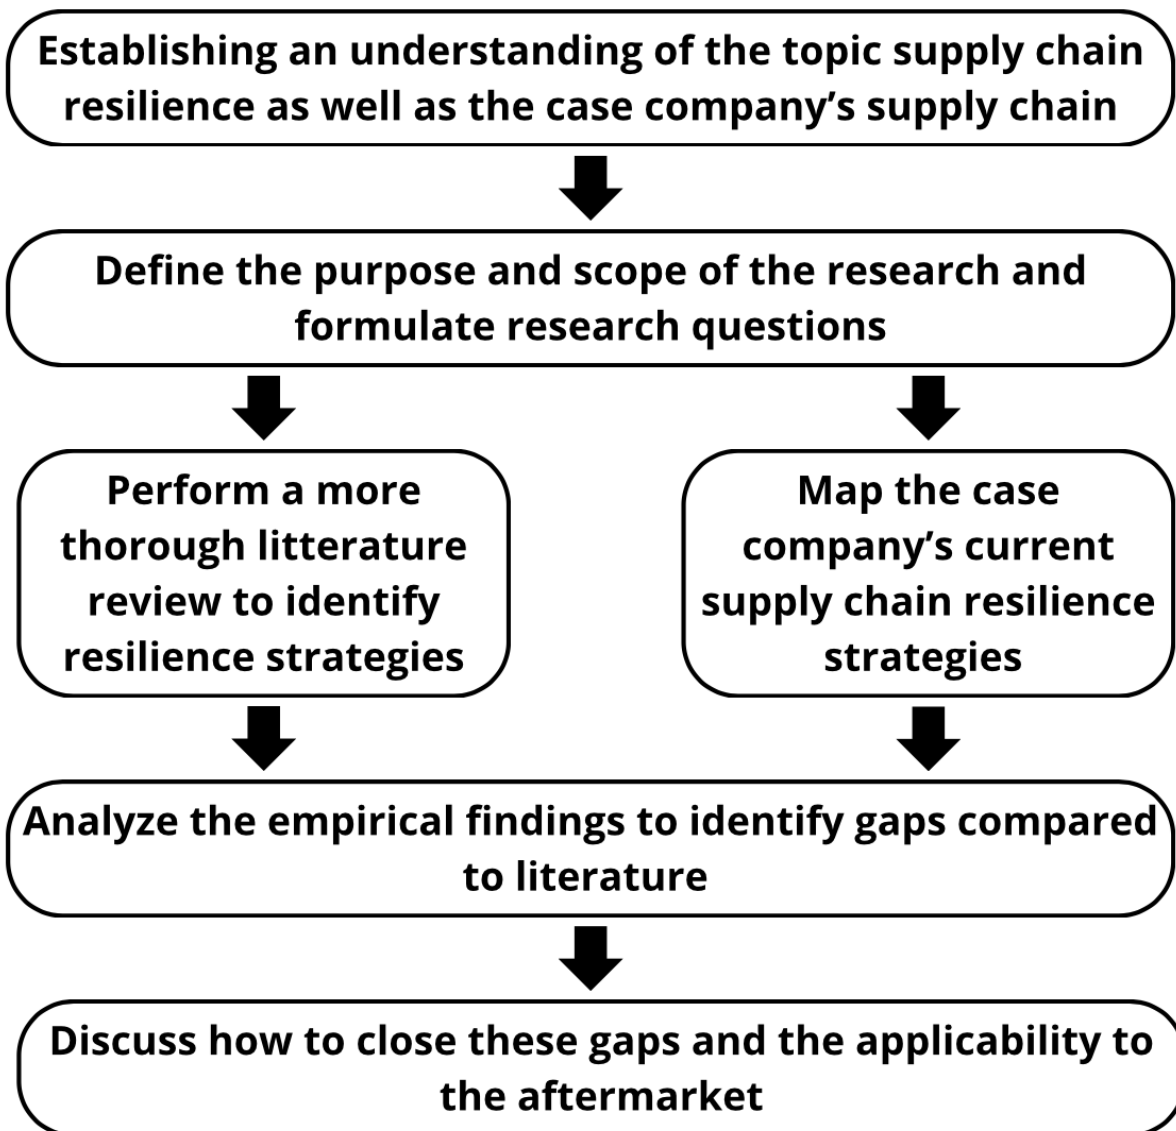 Establishing an understanding of the topic supply chain
resilience as well as the case company’s supply chain
Define the purpose and scope of the research and
formulate research questions
Perform a more
thorough litterature
review to identify
resilience strategies
Map the case
company’s current
supply chain resilience
strategies
Analyze the empirical findings to identify gaps compared
to literature
Discuss how to close these gaps and the applicability to
the aftermarket